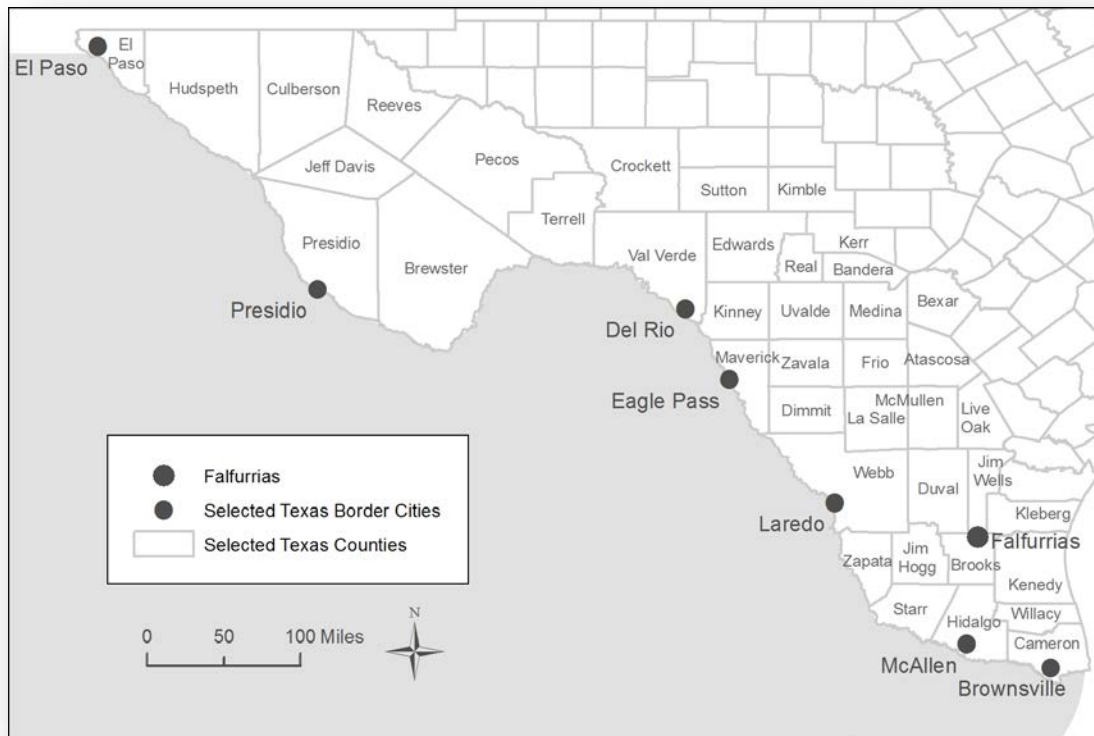 El
Paso
El Paso
Hudspeth
Culberson
Reeves
Jeff Davis
Pecos
Crockett
Sutton
Kimble
Terrell
Presidio
Brewster
Val Verde
Edwards
Kerr
Real
Bandera
Presidio
Del Rio
Kinney
Uvalde
Medina
Bexar
Maverick
Zavala
Frio
Atascosa
Eagle Pass
Dimmit
McMullen
La Salle
Live
Oak
Webb
Duval
Jim
Wells
Kleberg
Laredo
Falfurrias
Zapata
Jim
Hogg
Brooks
Kenedy
Starr
Willacy
Hidalgo
Cameron
McAllen
Brownsville
Falfurrias
Selected Texas Border Cities
Selected Texas Counties
0 50 100 Miles
N